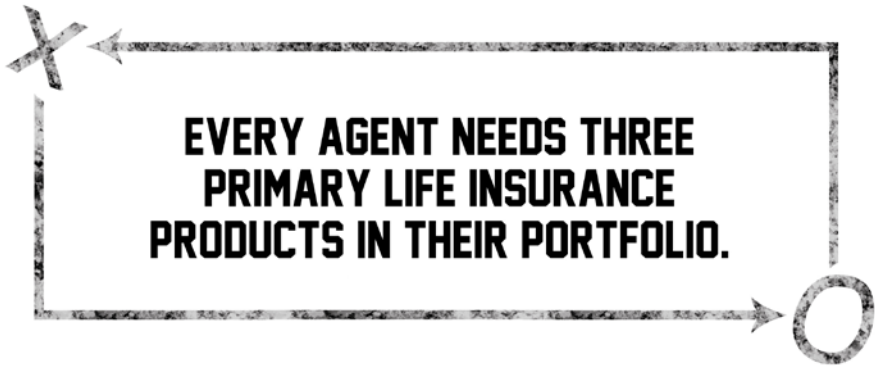 X
EVERY AGENT NEEDS THREE
PRIMARY LIFE INSURANCE
PRODUCTS IN THEIR PORTFOLIO.
O